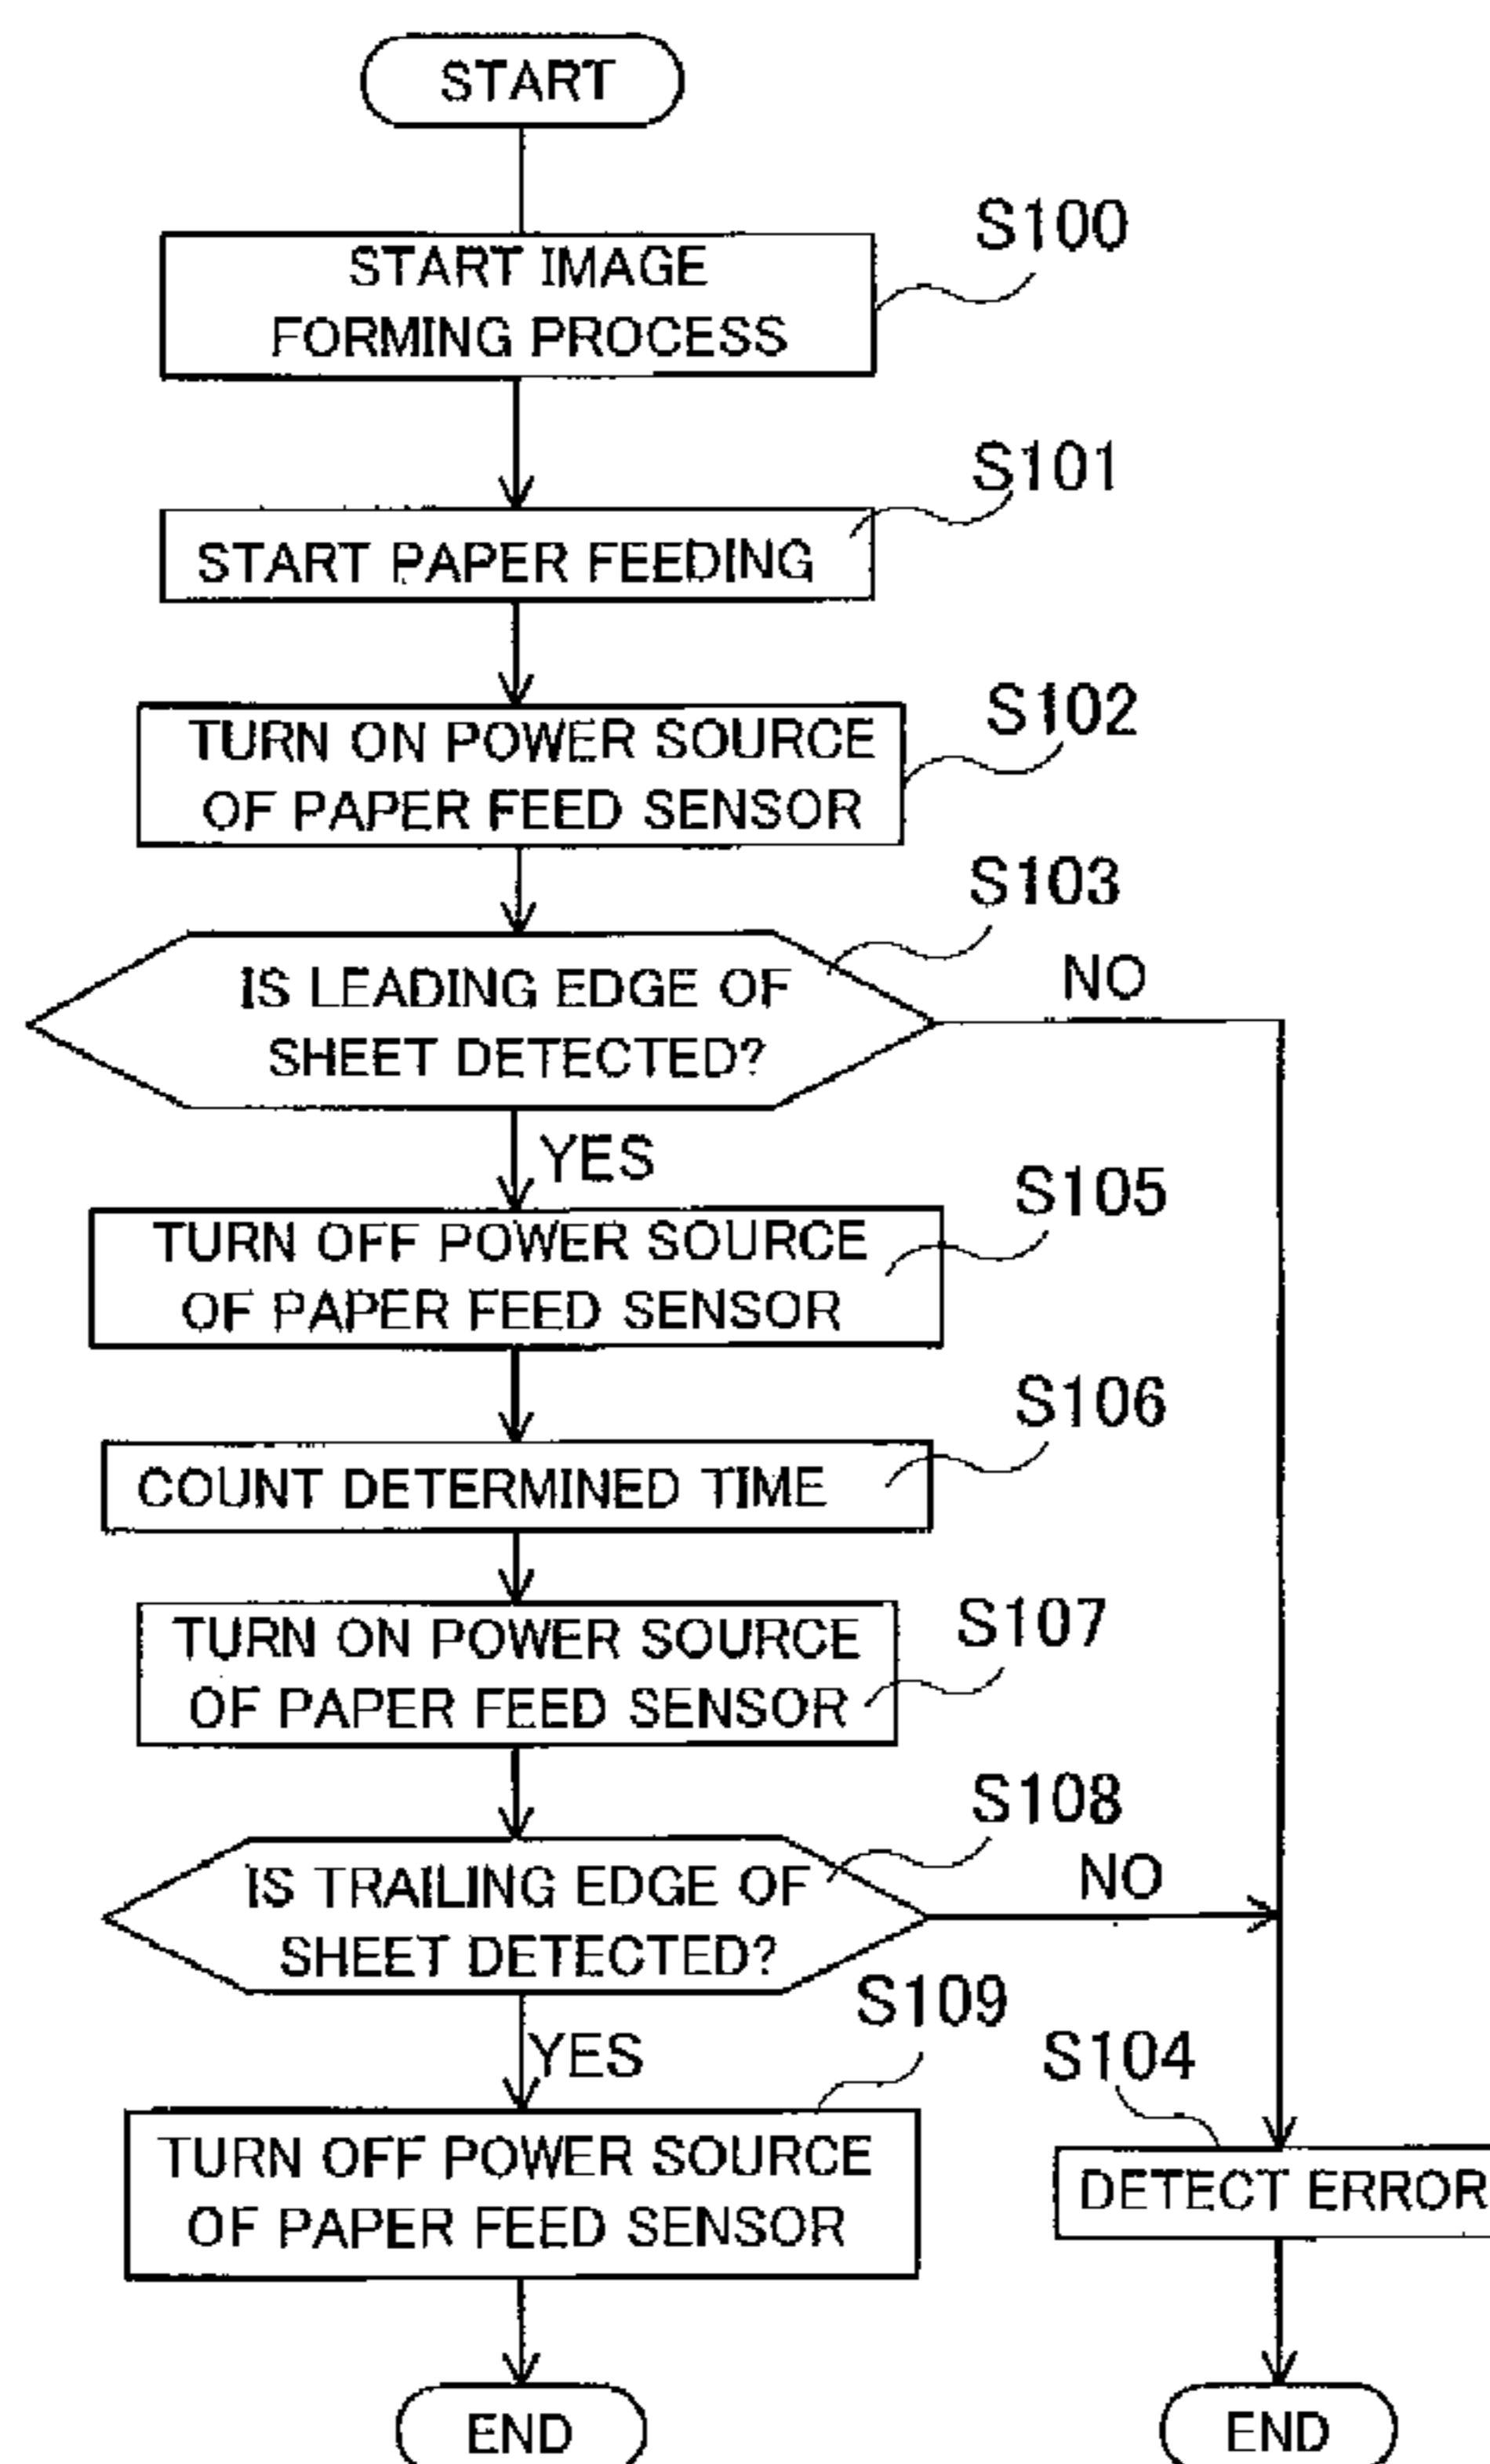 START
S100
START IMAGE
FORMING PROCESS
S101
START PAPER FEEDING
S102
TURN ON POWER SOURCE
OF PAPER FEED SENSOR
S103
IS LEADING EDGE OF
SHEET DETECTED?
NO
YES
S105
TURN OFF POWER SOURCE
OF PAPER FEED SENSOR
S106
COUNT DETERMINED TIME
S107
TURN ON POWER SOURCE
OF PAPER FEED SENSOR
S108
IS TRAILING EDGE OF
SHEET DETECTED?
NO
YES
S109
TURN OFF POWER SOURCE
OF PAPER FEED SENSOR
S104
DETECT ERROR
END
END